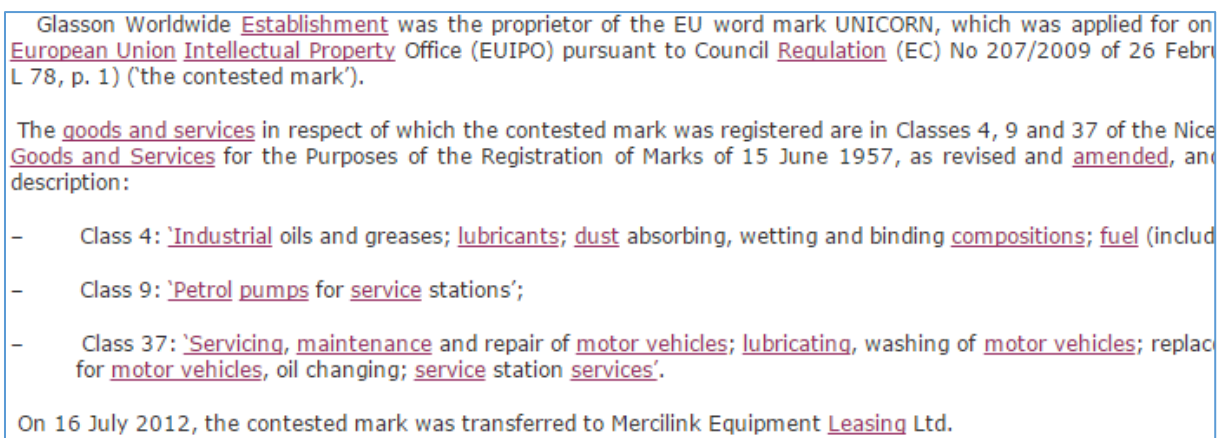 Glasson Worldwide Establishment was the proprietor of the EU word mark UNICORN, which was applied for on
European Union Intellectual Property Office (EUIPO) pursuant to Council Regulation (EC) No 207/2009 of 26
L 78, p. 1) (‘the contested mark’).
The goods and services in respect of which the contested mark was registered are in Classes 4, 9 and 37 of the Nice
Goods and Services for the Purposes of the Registration of Marks of 15 June 1957, as revised and amended,
description:
– Class 4: ‘Industrial oils and greases; lubricants; dust absorbing, wetting and binding compositions; fuel
– Class 9: ‘Petrol pumps for service stations’;
– Class 37: ‘Servicing, maintenance and repair of motor vehicles; lubricating, washing of motor vehicles;
for motor vehicles, oil changing; service station services’.
On 16 July 2012, the contested mark was transferred to Mercilink Equipment Leasing Ltd.